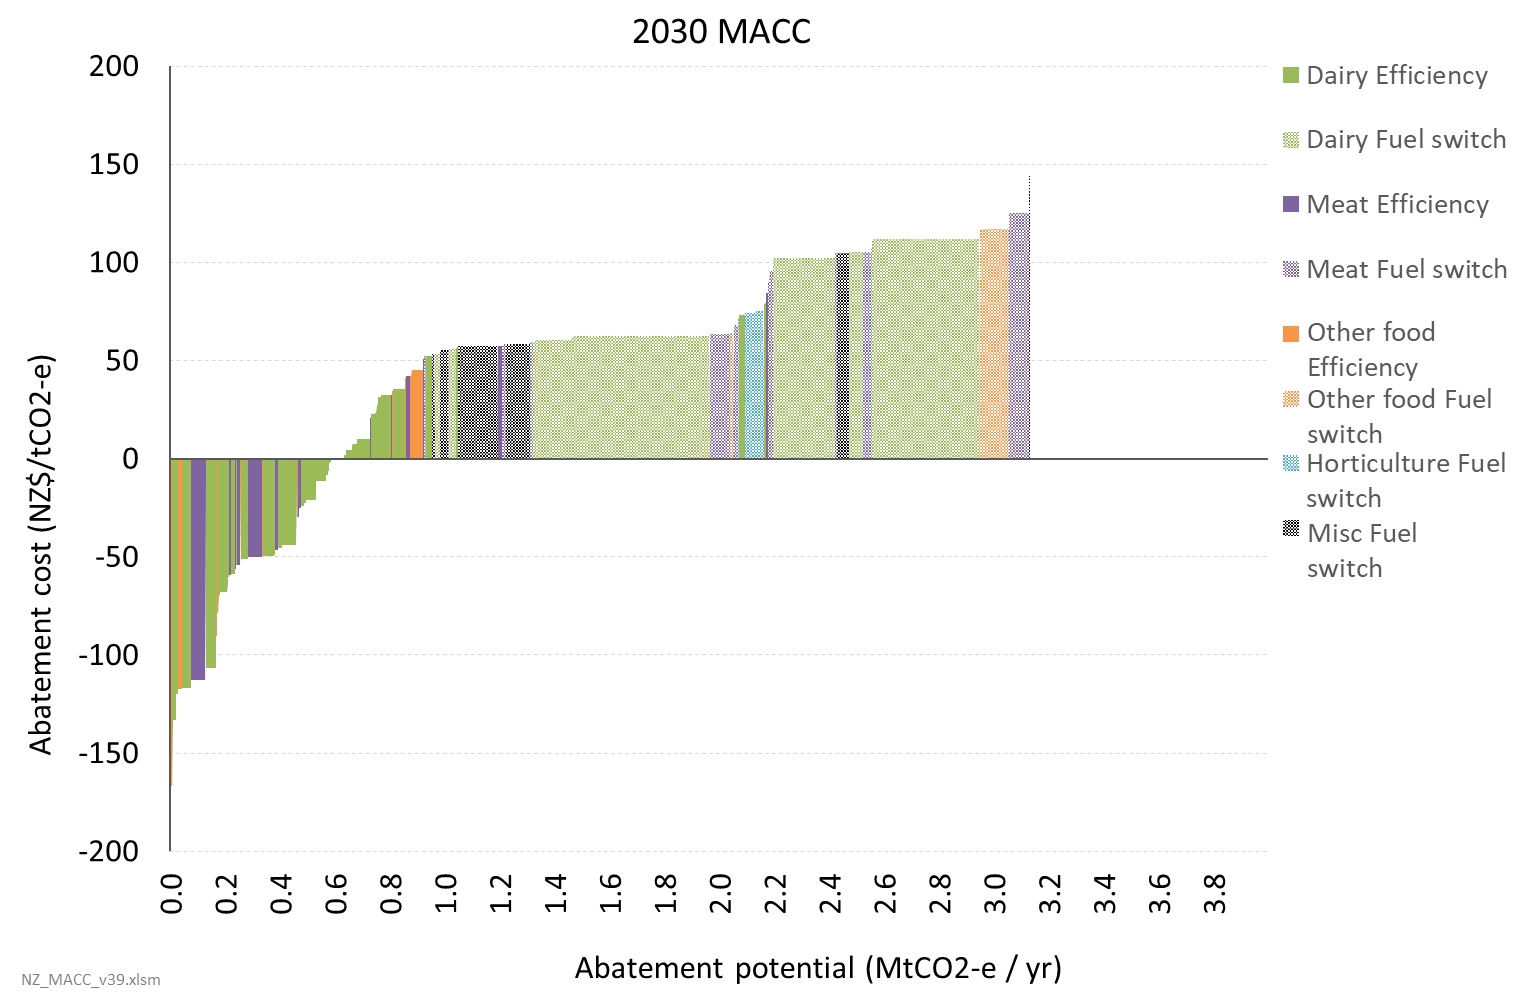 2030 MACC
Abatement cost (NZ$/tCO2-e)
200
150
100
50
0
-50
-100
-150
-200
0.0
0.2
0.4
0.6
0.8
1.0
1.2
1.4
1.6
1.8
2.0
2.2
2.4
2.6
2.8
3.0
3.2
3.4
3.6
3.8
Abatement potential (MtCO2-e / yr)
Dairy Efficiency
Dairy Fuel switch
Meat Efficiency
Meat Fuel switch
Other food
Efficiency
Other food Fuel
switch
Horticulture Fuel
switch
Misc Fuel
switch
NZ_MACC_v39.xlsm